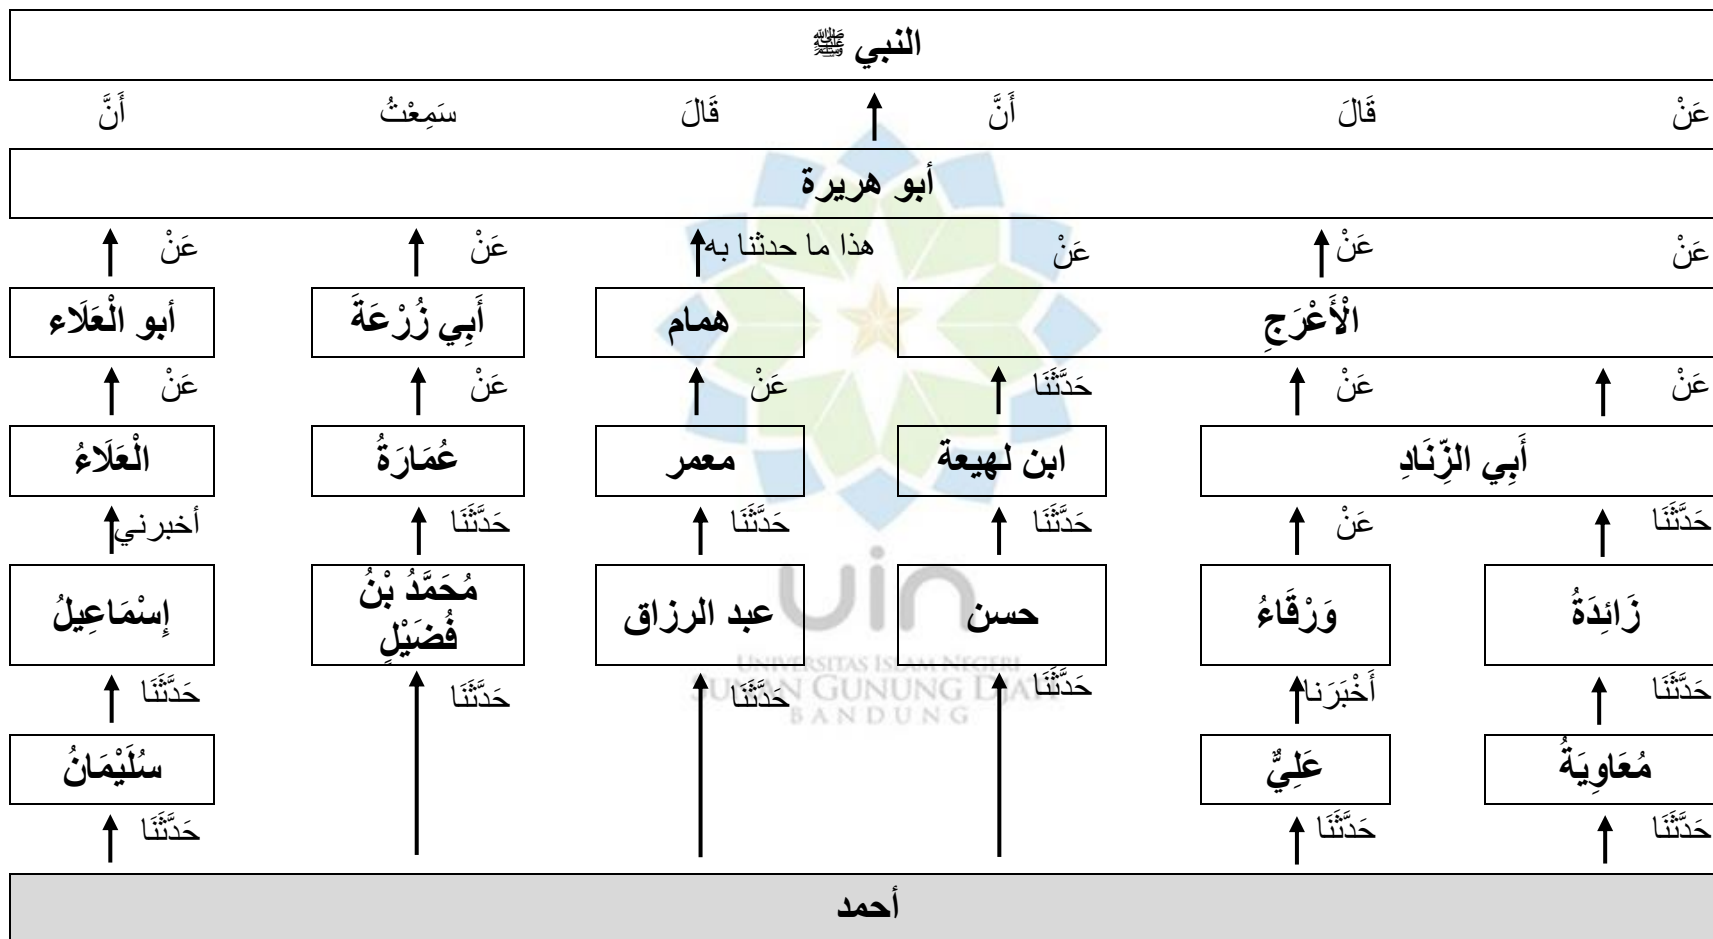 النبي ﷺ
عَنْ قَالَ أَنَّ قَالَ سَمِعْتُ أَنَّ
أبو هريرة
عَنْ عَنْ عَنْ هذا ما حدثنا به عَنْ عَنْ
الْأَعْرَجِ همام أَبِي زُرْعَةَ أبو الْعَلَاء
عَنْ عَنْ حَدَّثَنَا عَنْ عَنْ عَنْ
أَبِي الزِّنَادِ ابن لهيعة معمر عُمَارَةُ الْعَلَاءُ
حَدَّثَنَا عَنْ حَدَّثَنَا حَدَّثَنَا حَدَّثَنَا أخبرني
زَائِدَةُ وَرْقَاءُ حسن عبد الرزاق مُحَمَّدُ بْنُ إِسْمَاعِيلُ
فُضَيْلٍ
uin
UNIVERSITAS ISLAM NEGERI
SUNAN GUNUNG DJATI
BANDUNG
حَدَّثَنَا أَخْبَرَنا حَدَّثَنَا حَدَّثَنَا حَدَّثَنَا حَدَّثَنَا
مُعَاوِيَةُ عَلِيٌّ سُلَيْمَانُ
حَدَّثَنَا حَدَّثَنَا حَدَّثَنَا
أحمد